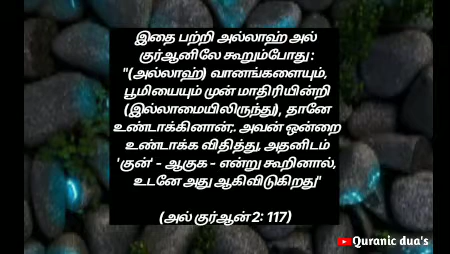 இதை பற்றி அல்லாஹ் அல்
குர்ஆனிலே கூறும்போது :
"(அல்லாஹ்) வானங்களையும்,
பூமியையும் முன் மாதிரியின்றி
(இல்லாமையிலிருந்து), தானே
உண்டாக்கினான்;. அவன் ஒன்றை
உண்டாக்க விதித்து, அதனிடம்
'குன்' - ஆகுக - என்று கூறினால்,
உடனே அது ஆகிவிடுகிறது"
(அல் குர்ஆன் 2: 117)
Quranic dua's